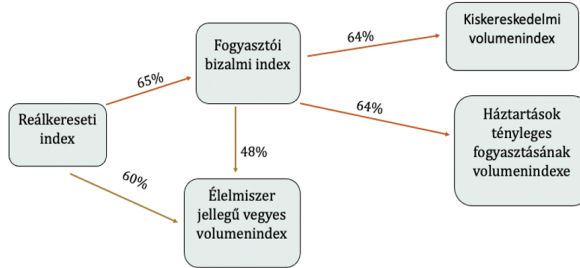 Kiskereskedelmi
volumenindex
64%
Fogyasztói
bizalmi index
65%
64%
Reálkereseti
index
Háztartások
tényleges
fogyasztásának
volumenindexe
48%
60%
Élelmiszer
jellegű vegyes
volumenindex